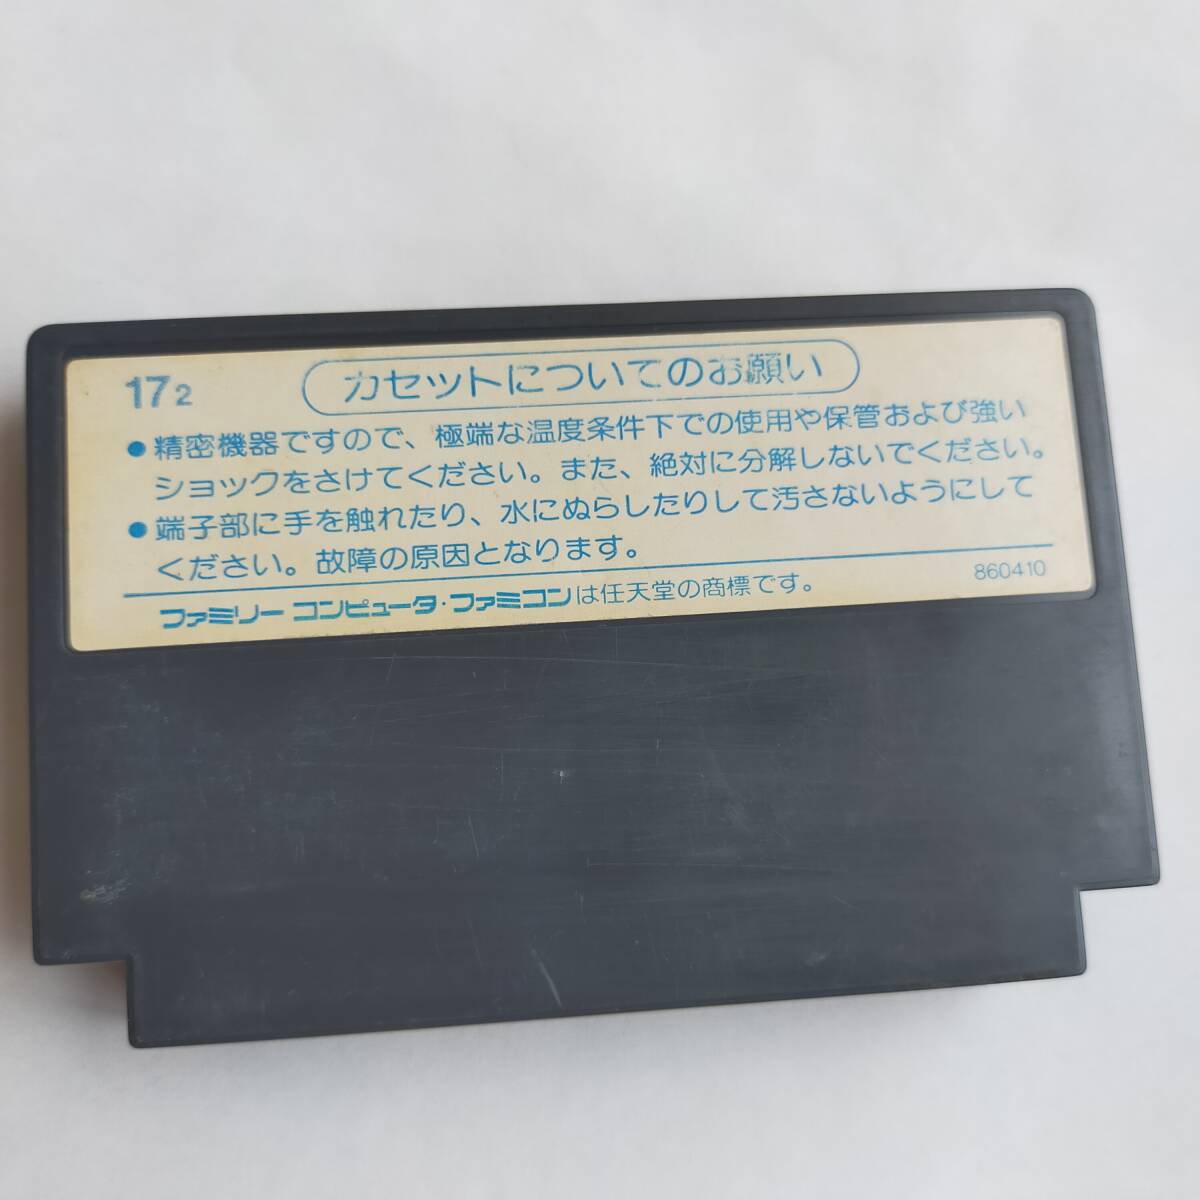 17 2
カセットについてのお願い
●精密機器ですので、極端な温度条件下での使用や保管および強い
ショックをさけてください。また、絶対に分解しないでください。
●端子部に手を触れたり、水にぬらしたりして汚さないようにして
ください。故障の原因となります。
ファミリー コンピュータ・ファミコンは任天堂の商標です。
860410